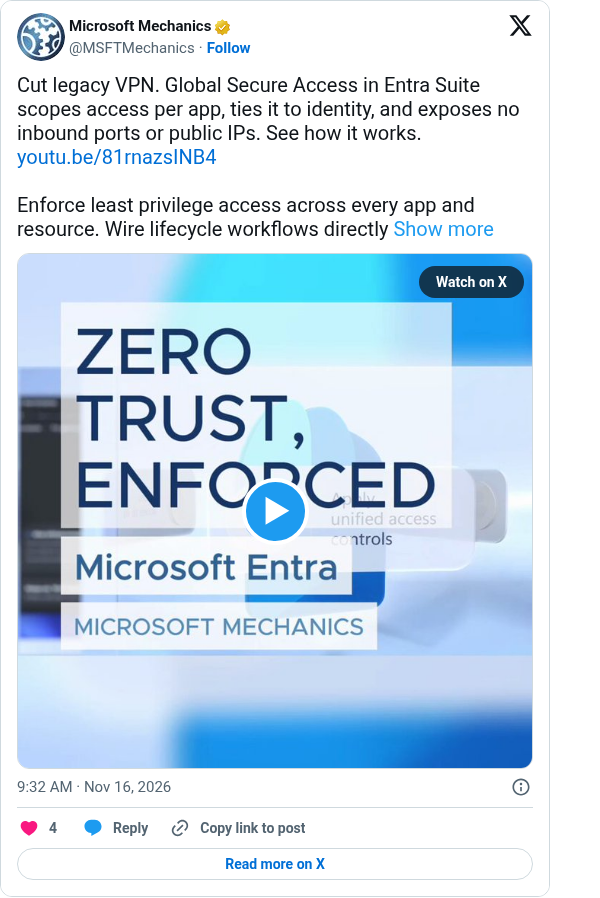 Microsoft Mechanics
@MSFTMechanics · Follow
Cut legacy VPN. Global Secure Access in Entra Suite
scopes access per app, ties it to identity, and exposes no
inbound ports or public IPs. See how it works.
youtu.be/81rnazsINB4
Enforce least privilege access across every app and
resource. Wire lifecycle workflows directly Show more
Watch on X
ZERO
TRUST,
ENFORCED
Apply
unified access
controls
Microsoft Entra
MICROSOFT MECHANICS
9:32 AM · Nov 16, 2026
4 Reply Copy link to post
Read more on X